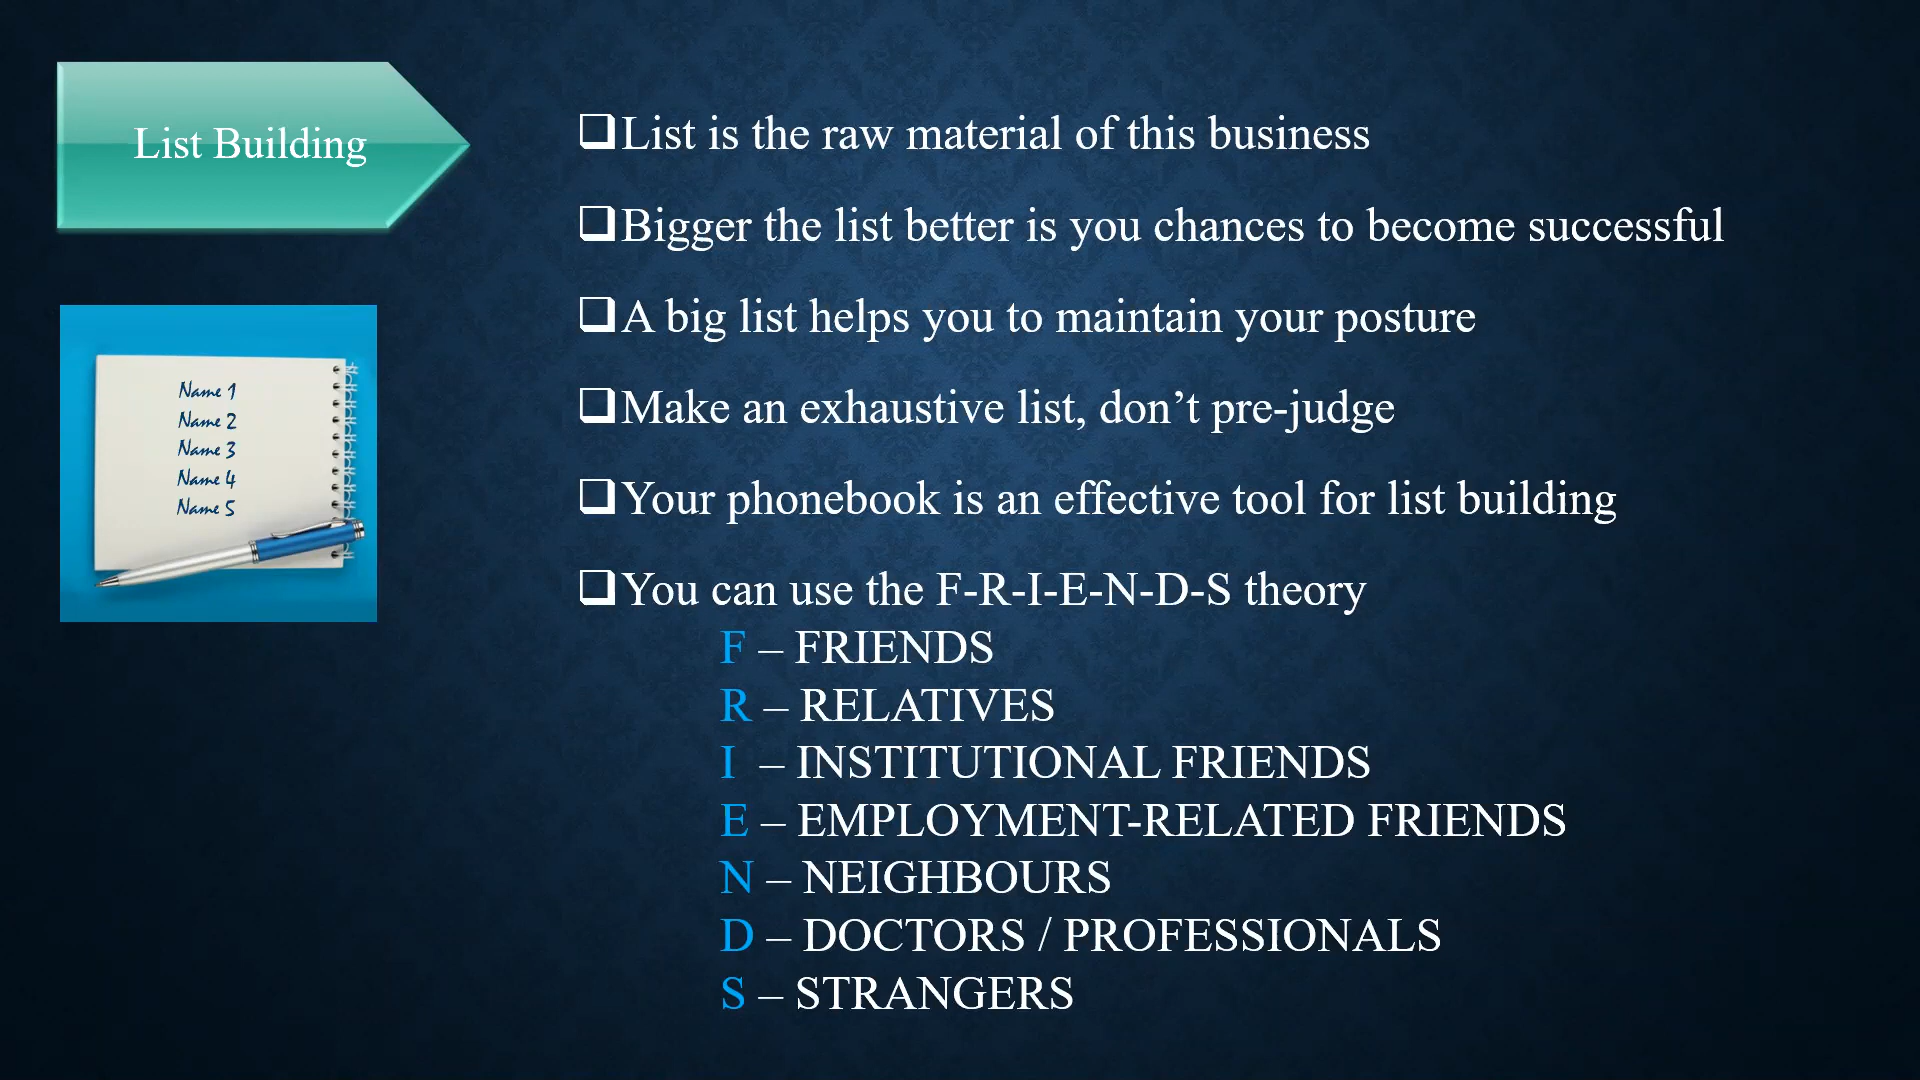 List Building
❑List is the raw material of this business
❑Bigger the list better is you chances to become successful
❑A big list helps you to maintain your posture
❑Make an exhaustive list, don’t pre-judge
❑Your phonebook is an effective tool for list building
❑You can use the F-R-I-E-N-D-S theory
F – FRIENDS
R – RELATIVES
I – INSTITUTIONAL FRIENDS
E – EMPLOYMENT-RELATED FRIENDS
N – NEIGHBOURS
D – DOCTORS / PROFESSIONALS
S – STRANGERS
Name 1
Name 2
Name 3
Name 4
Name 5